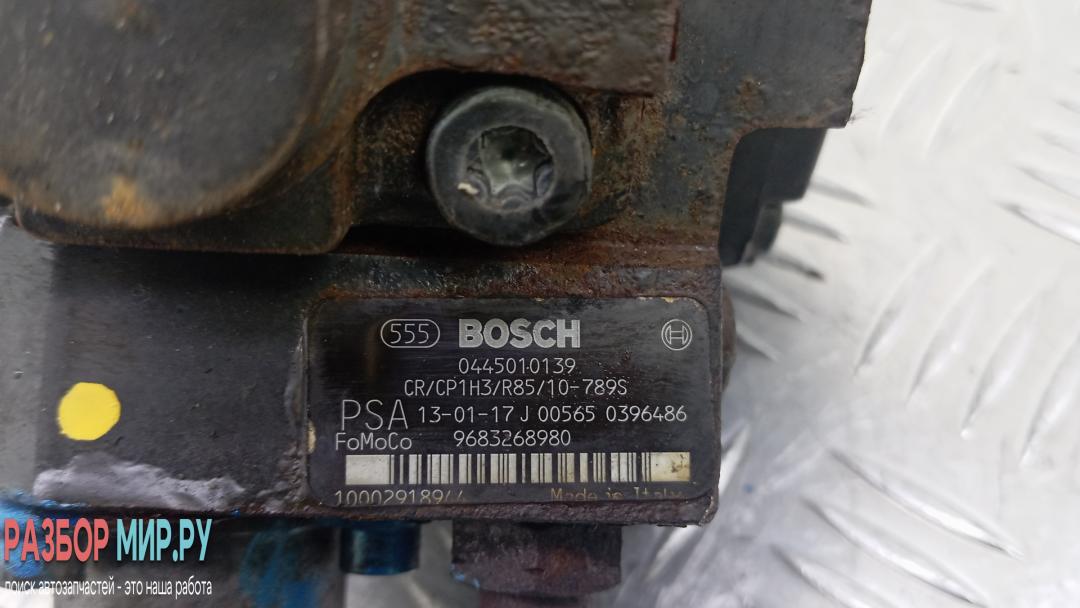 555 BOSCH
0445010139
CR/CP1H3/R85/10-789S
PSA 13-01-17 J 00565 0396486
FoMoCo 9683268980
1000291894
Made in Italy
РАЗБОР МИР.РУ
поиск автозапчастей - это наша работа